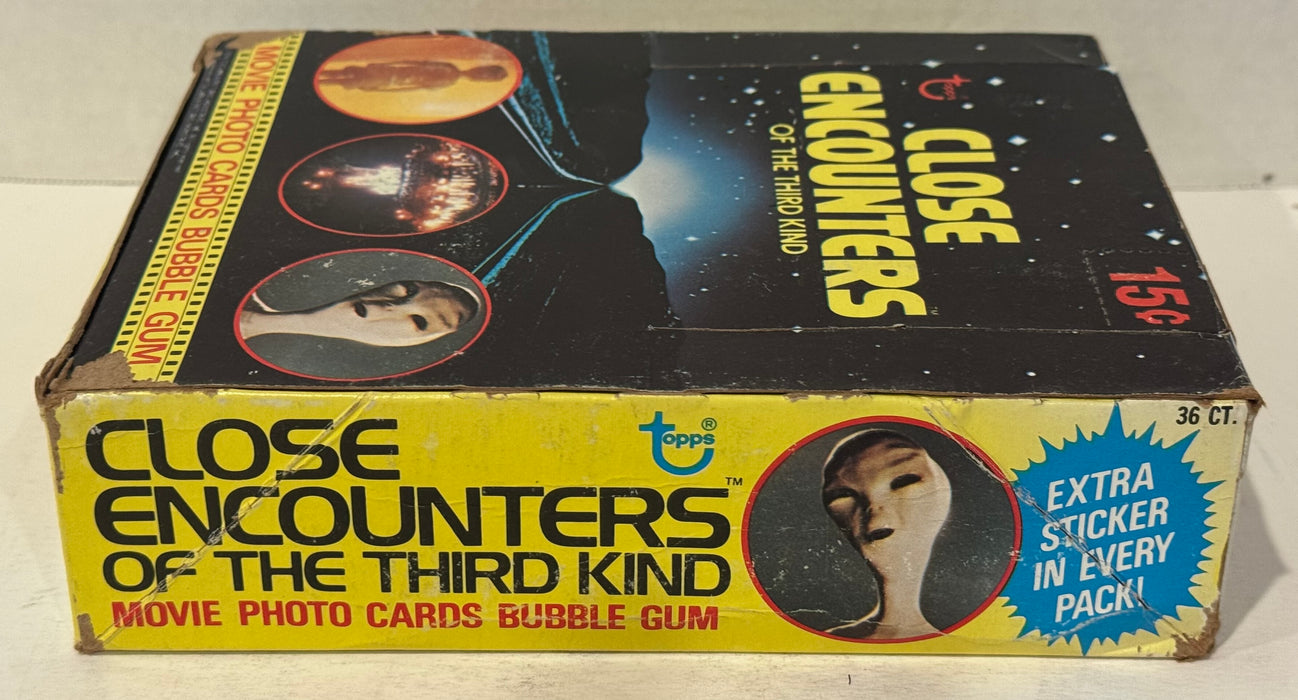 MOVIE PHOTO CARDS BUBBLE GUM
topps
CLOSE
ENCOUNTERS
OF THE THIRD KIND
15¢
CLOSE
ENCOUNTERS™
OF THE THIRD KIND
MOVIE PHOTO CARDS BUBBLE GUM
topps®
36 CT.
EXTRA
STICKER
IN EVERY
PACK!